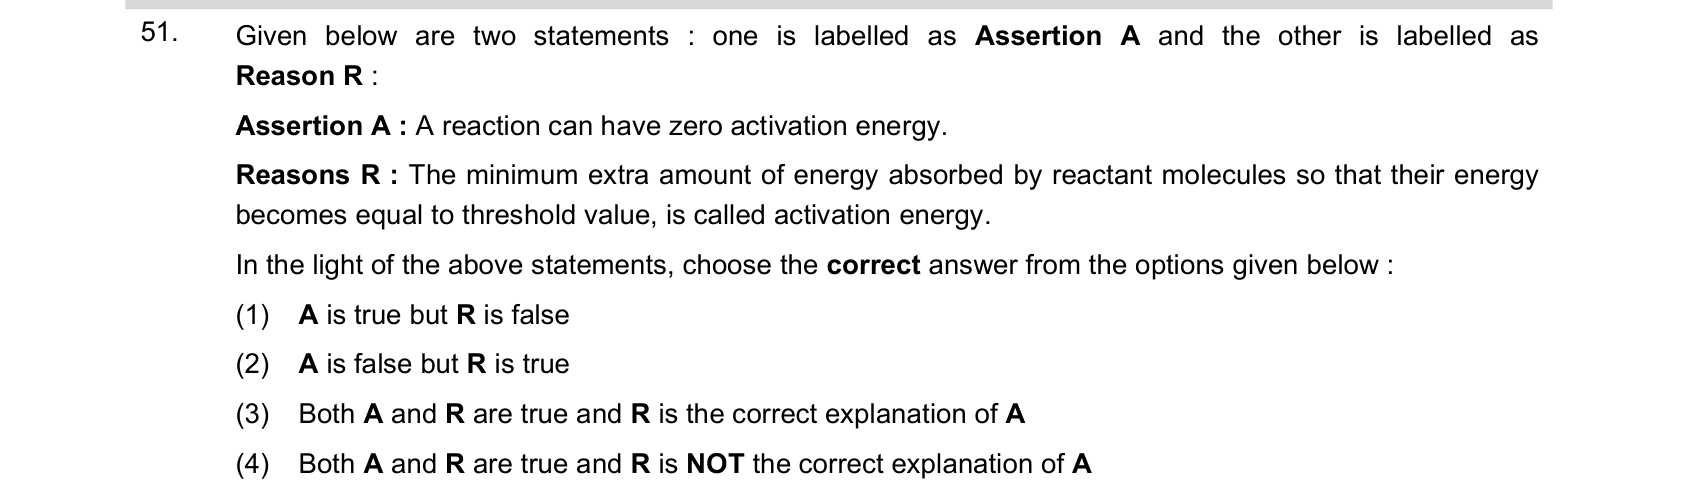 51. Given below are two statements : one is labelled as Assertion A and the other is labelled as
Reason R :
Assertion A : A reaction can have zero activation energy.
Reasons R : The minimum extra amount of energy absorbed by reactant molecules so that their energy
becomes equal to threshold value, is called activation energy.
In the light of the above statements, choose the correct answer from the options given below :
(1) A is true but R is false
(2) A is false but R is true
(3) Both A and R are true and R is the correct explanation of A
(4) Both A and R are true and R is NOT the correct explanation of A